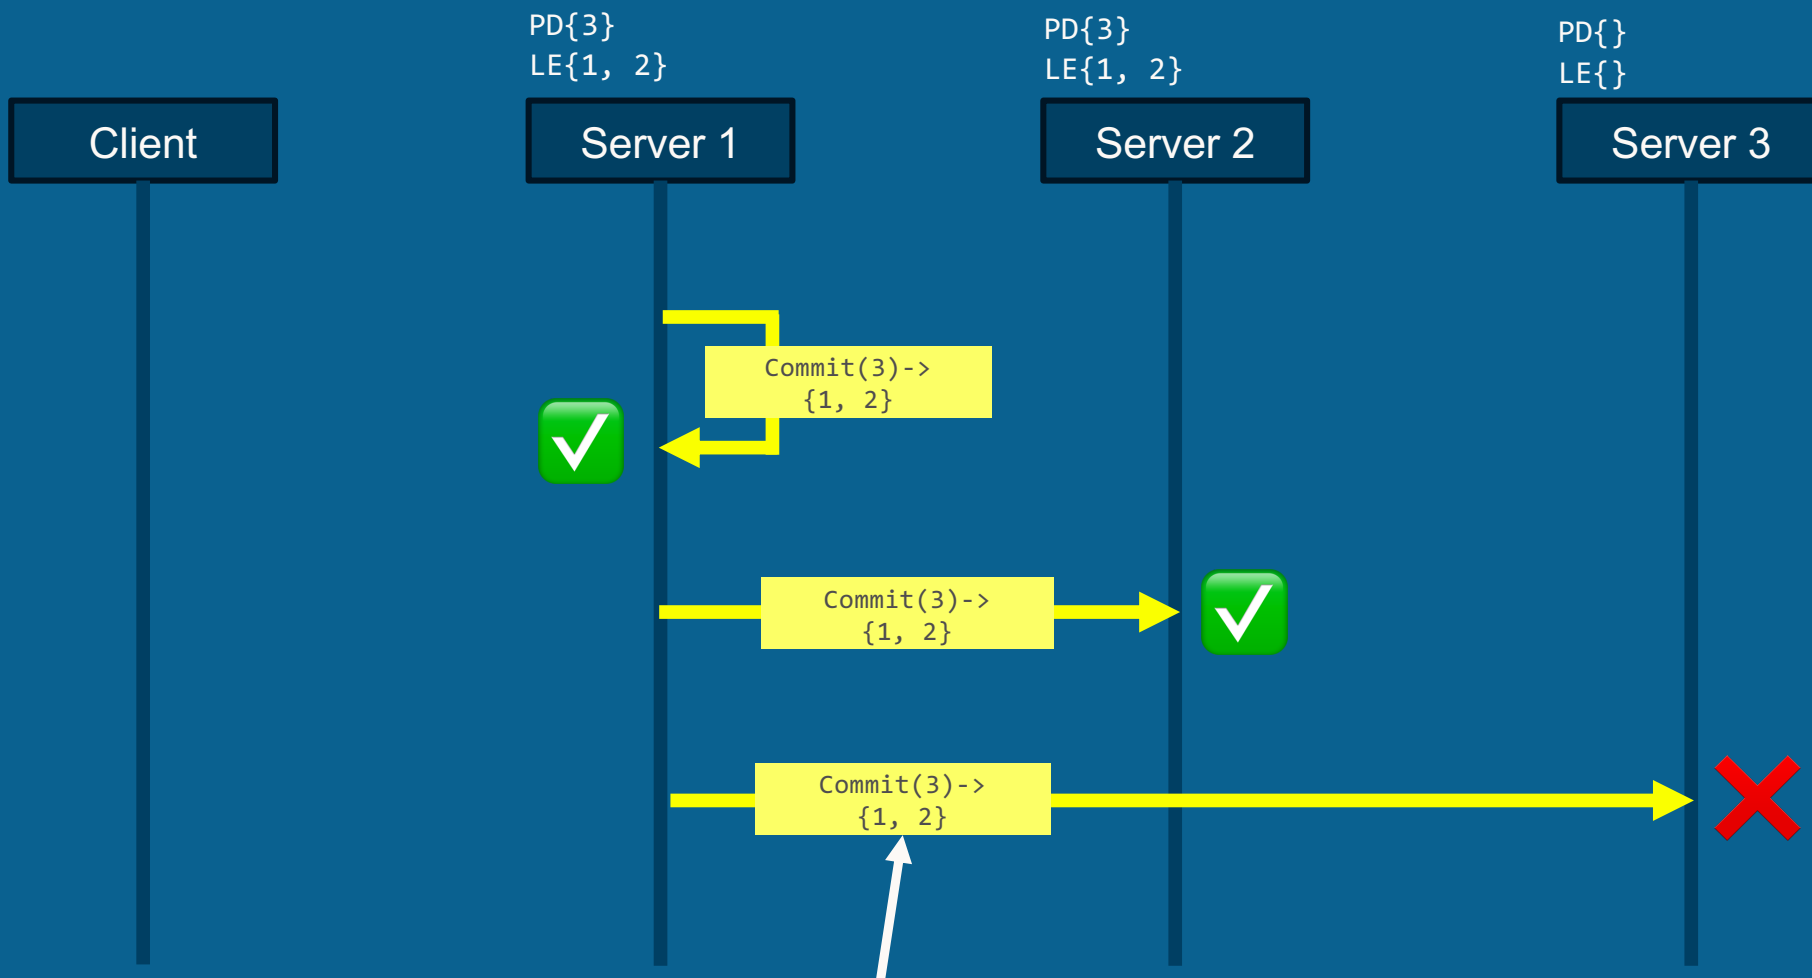 PD{3}
LE{1, 2}
PD{3}
LE{1, 2}
PD{}
LE{}
Client
Server 1
Server 2
Server 3
Commit(3)->
{1, 2}
Commit(3)->
{1, 2}
Commit(3)->
{1, 2}